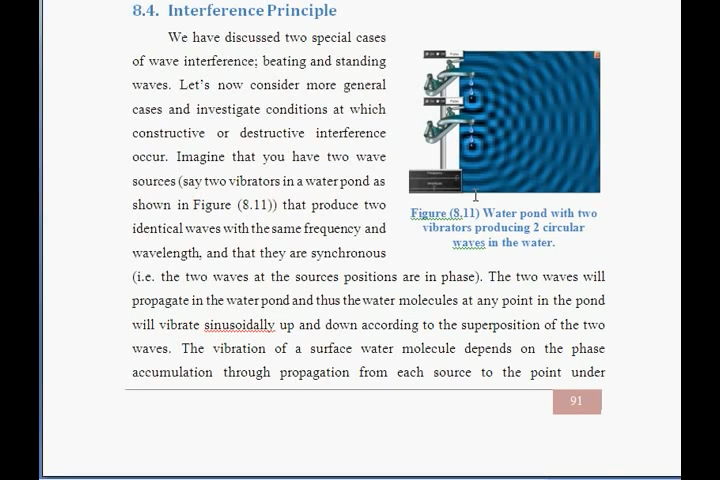 8.4. Interference Principle
We have discussed two special cases
of wave interference; beating and standing
waves. Let's now consider more general
cases and investigate conditions at which
constructive or destructive interference
occur. Imagine that you have two wave
sources (say two vibrators in a water pond as
shown in Figure (8.11)) that produce two
identical waves with the same frequency and
wavelength, and that they are synchronous
Figure (8.11) Water pond with two
vibrators producing 2 circular
waves in the water.
(i.e. the two waves at the sources positions are in phase). The two waves will
propagate in the water pond and thus the water molecules at any point in the pond
will vibrate sinusoidally up and down according to the superposition of the two
waves. The vibration of a surface water molecule depends on the phase
accumulation through propagation from each source to the point under
91